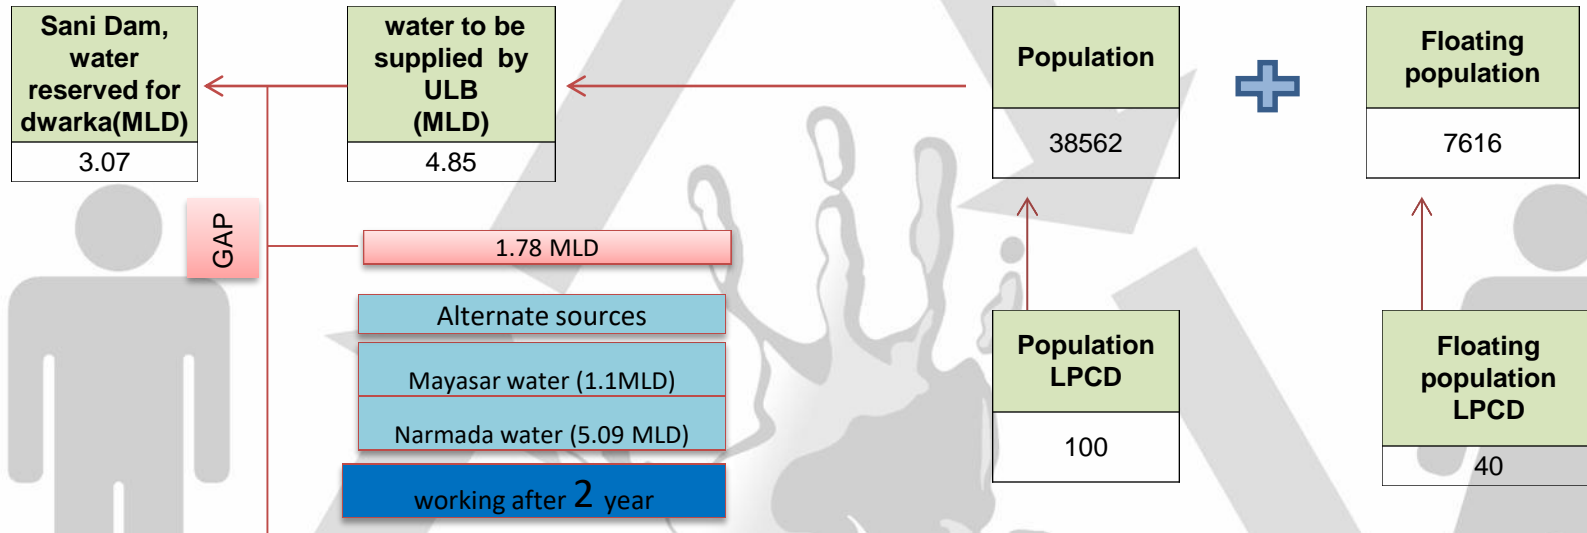 Sani Dam,
water
reserved for
dwarka(MLD)
3.07
water to be
supplied by
ULB
(MLD)
4.85
Population
38562
Floating
population
7616
GAP
1.78 MLD
Alternate sources
Mayasar water (1.1MLD)
Narmada water (5.09 MLD)
working after 2 year
Population
LPCD
100
Floating
population
LPCD
40